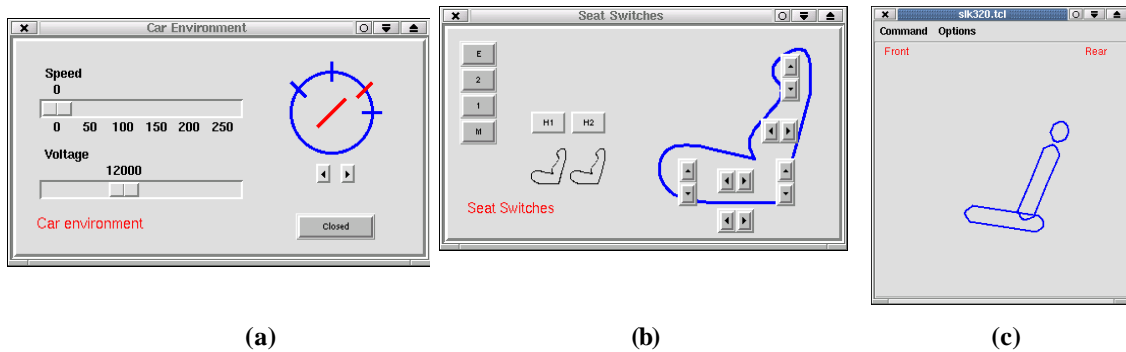 Car Environment
Speed
0
0 50 100 150 200 250
Voltage
12000
Car environment
Closed
(a)
Seat Switches
E
2
1
M
H1 H2
Seat Switches
(b)
slk320.tcl
Command Options
Front Rear
(c)